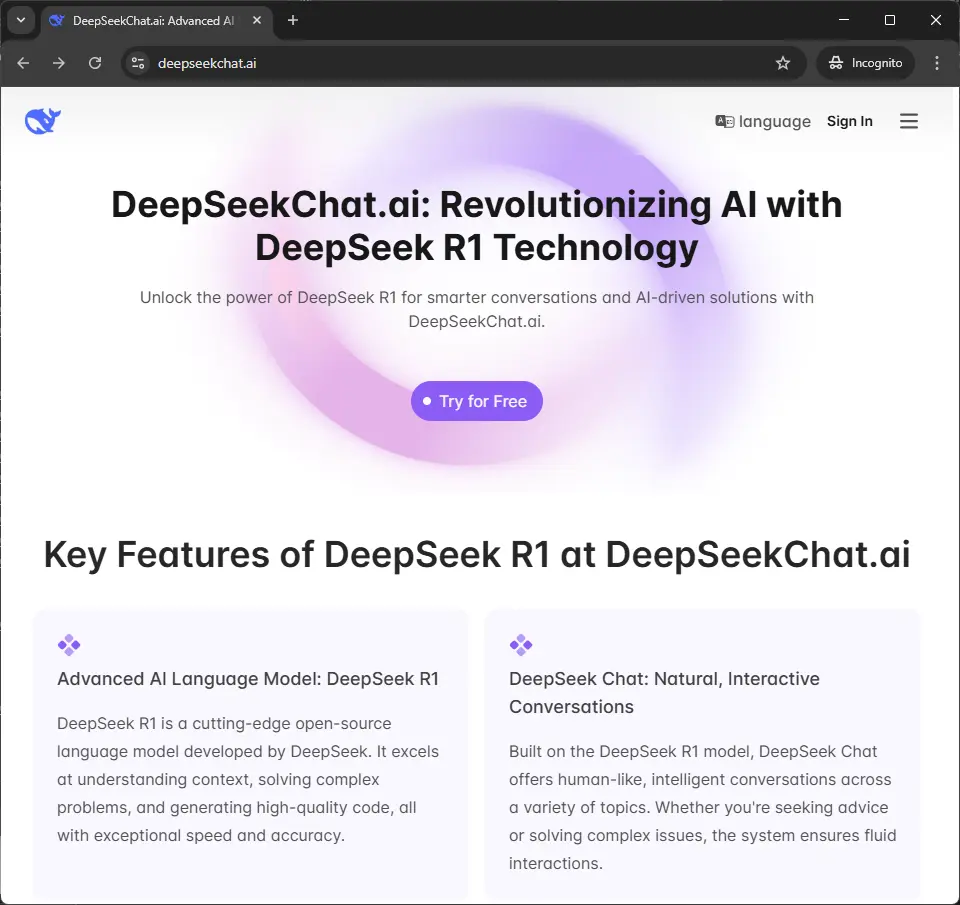 DeepSeekChat.ai: Advanced AI
deepseekchat.ai
Incognito
language
Sign In
DeepSeekChat.ai: Revolutionizing AI with
DeepSeek R1 Technology
Unlock the power of DeepSeek R1 for smarter conversations and AI-driven solutions with
DeepSeekChat.ai.
Try for Free
Key Features of DeepSeek R1 at DeepSeekChat.ai
Advanced AI Language Model: DeepSeek R1
DeepSeek R1 is a cutting-edge open-source
language model developed by DeepSeek. It excels
at understanding context, solving complex
problems, and generating high-quality code, all
with exceptional speed and accuracy.
DeepSeek Chat: Natural, Interactive
Conversations
Built on the DeepSeek R1 model, DeepSeek Chat
offers human-like, intelligent conversations across
a variety of topics. Whether you're seeking advice
or solving complex issues, the system ensures fluid
interactions.